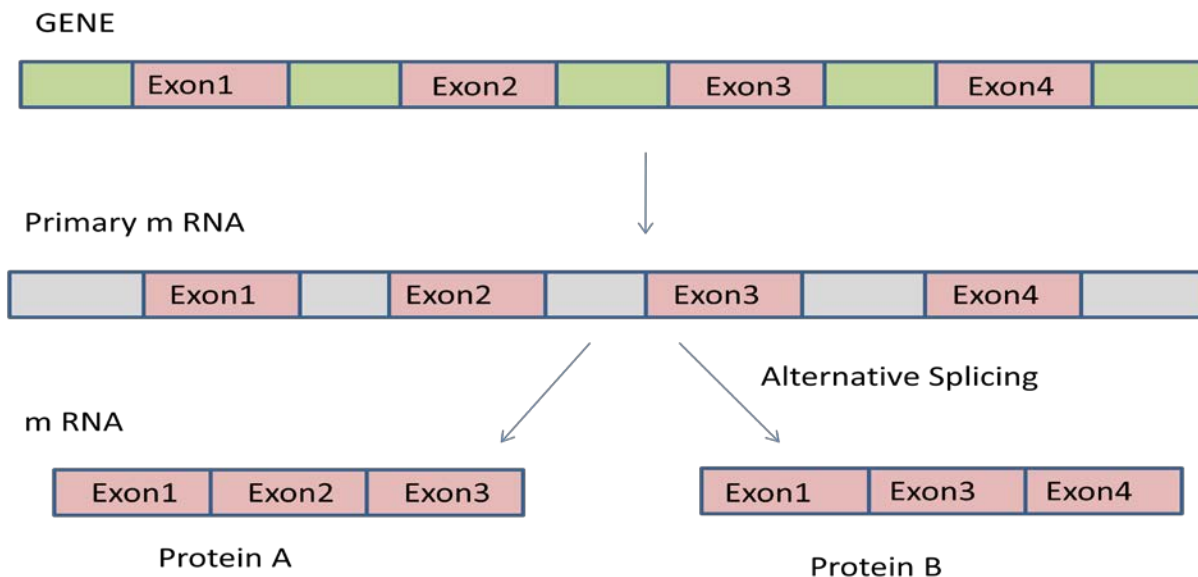 GENE
Exon1 Exon2 Exon3 Exon4
Primary m RNA
Exon1 Exon2 Exon3 Exon4
Alternative Splicing
m RNA
Exon1 Exon2 Exon3
Exon1 Exon3 Exon4
Protein A
Protein B